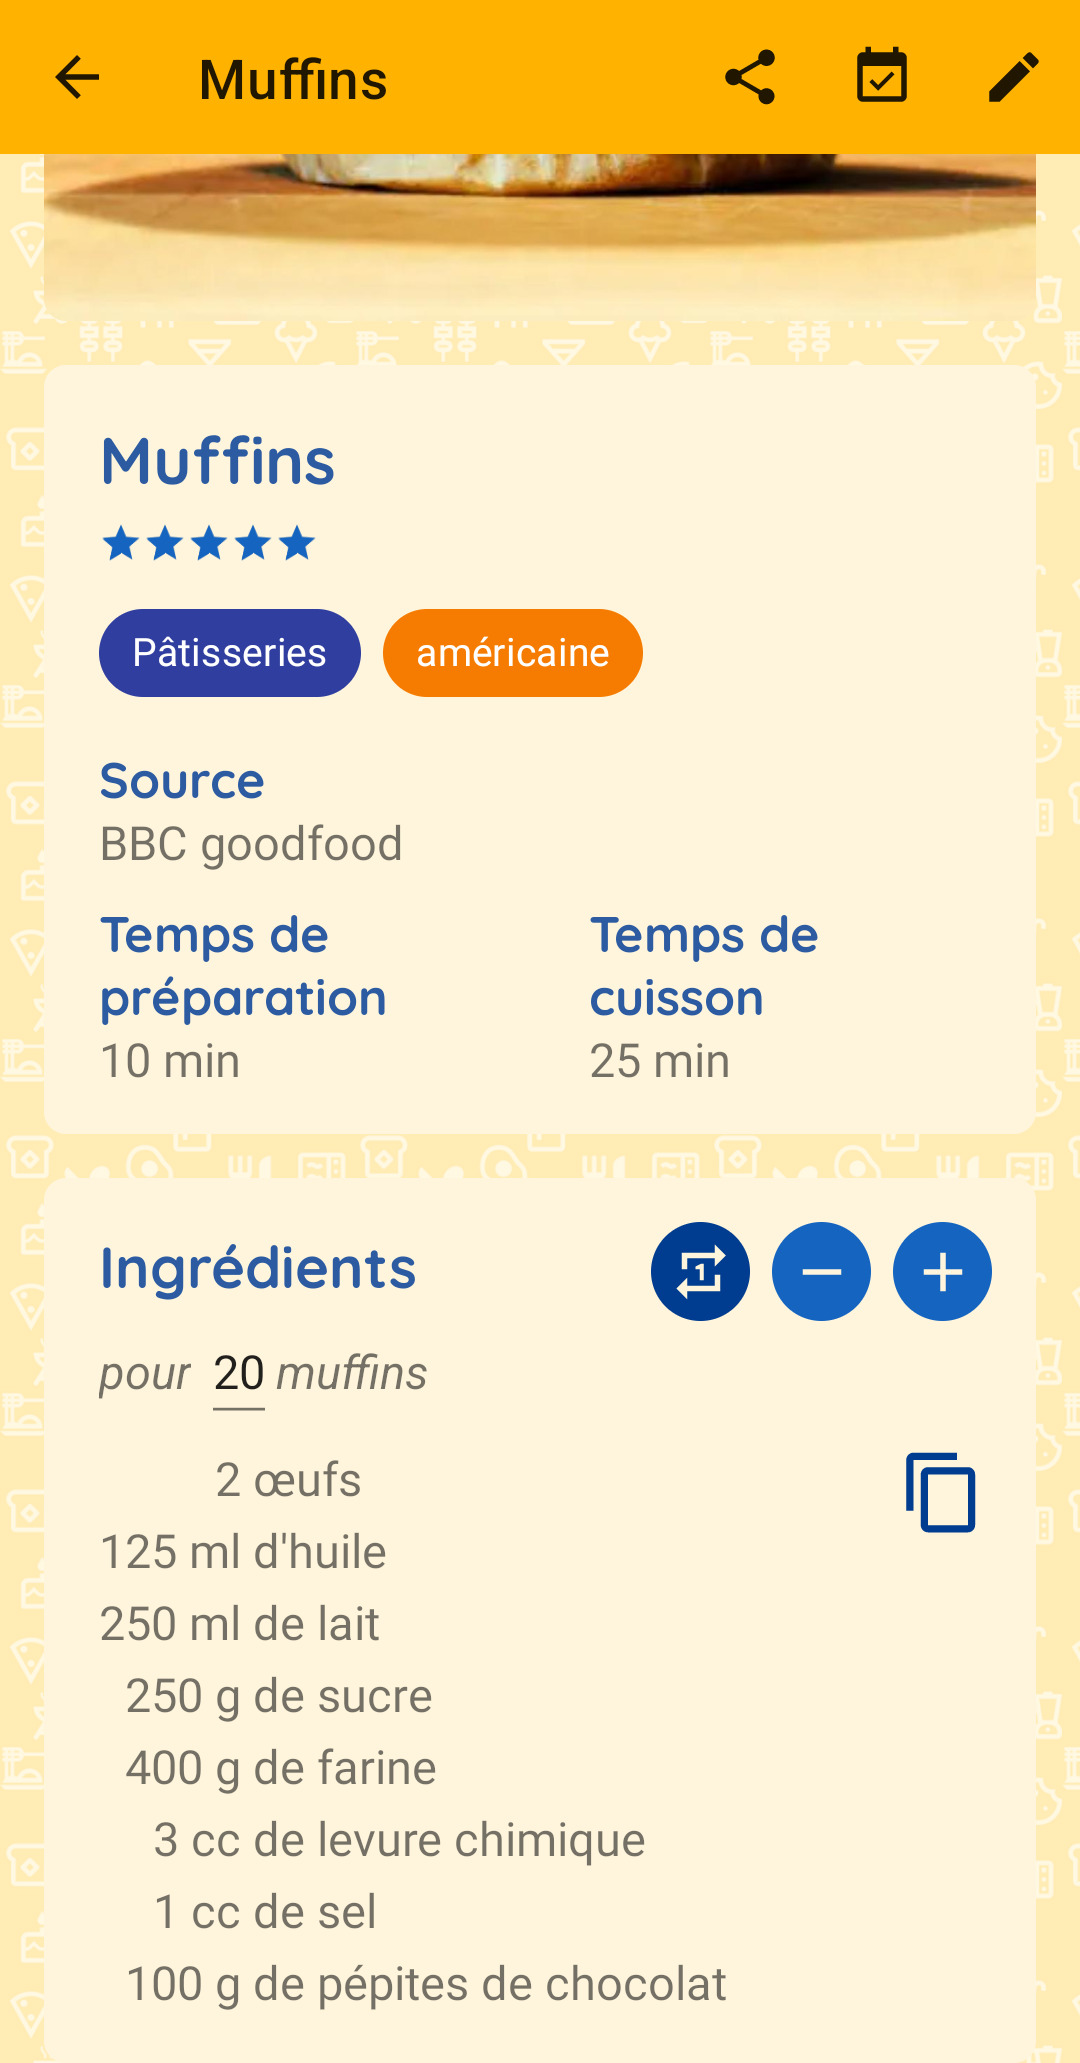 Muffins
Muffins
Pâtisseries américaine
Source
BBC goodfood
Temps de préparation
10 min
Temps de cuisson
25 min
Ingrédients
1
pour 20 muffins
2 œufs
125 ml d'huile
250 ml de lait
250 g de sucre
400 g de farine
3 cc de levure chimique
1 cc de sel
100 g de pépites de chocolat